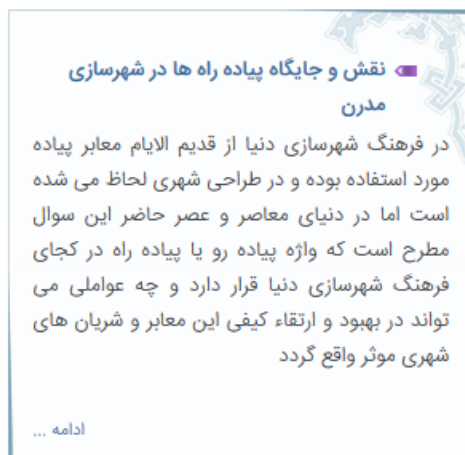 نقش و جایگاه پیاده راه ها در شهرسازی
مدرن
در فرهنگ شهرسازی دنیا از قدیم الایام معابر پیاده
مورد استفاده بوده و در طراحی شهری لحاظ می شده
است اما در دنیای معاصر و عصر حاضر این سوال
مطرح است که واژه پیاده رو یا پیاده راه در کجای
فرهنگ شهرسازی دنیا قرار دارد و چه عواملی می
تواند در بهبود و ارتقاء کیفی این معابر و شریان های
شهری موثر واقع گردد
ادامه ...